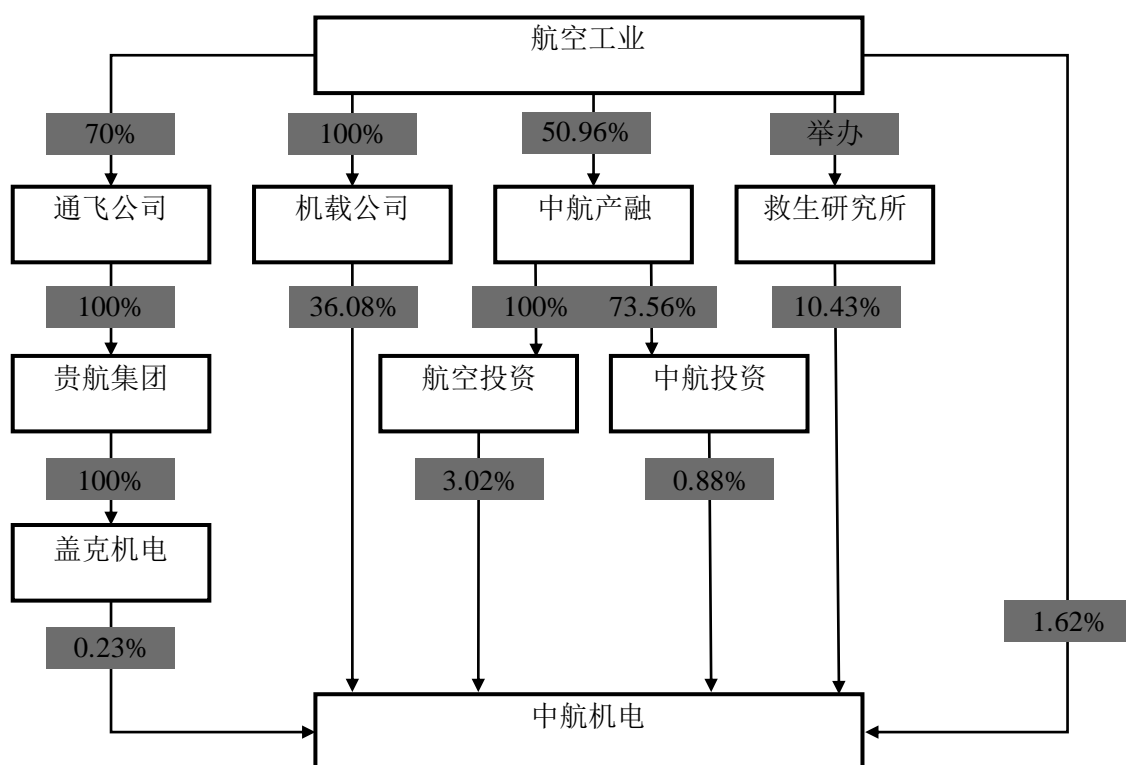 航空工业
70%
100%
50.96%
举办
通飞公司
机载公司
中航产融
救生研究所
100%
36.08%
100%
73.56%
10.43%
贵航集团
航空投资
中航投资
100%
3.02%
0.88%
盖克机电
0.23%
1.62%
中航机电